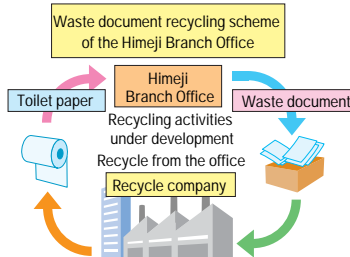 Waste document recycling scheme
of the Himeji Branch Office
Himeji
Branch Office
Toilet paper
Waste document
Recycling activities
under development
Recycle from the office
Recycle company